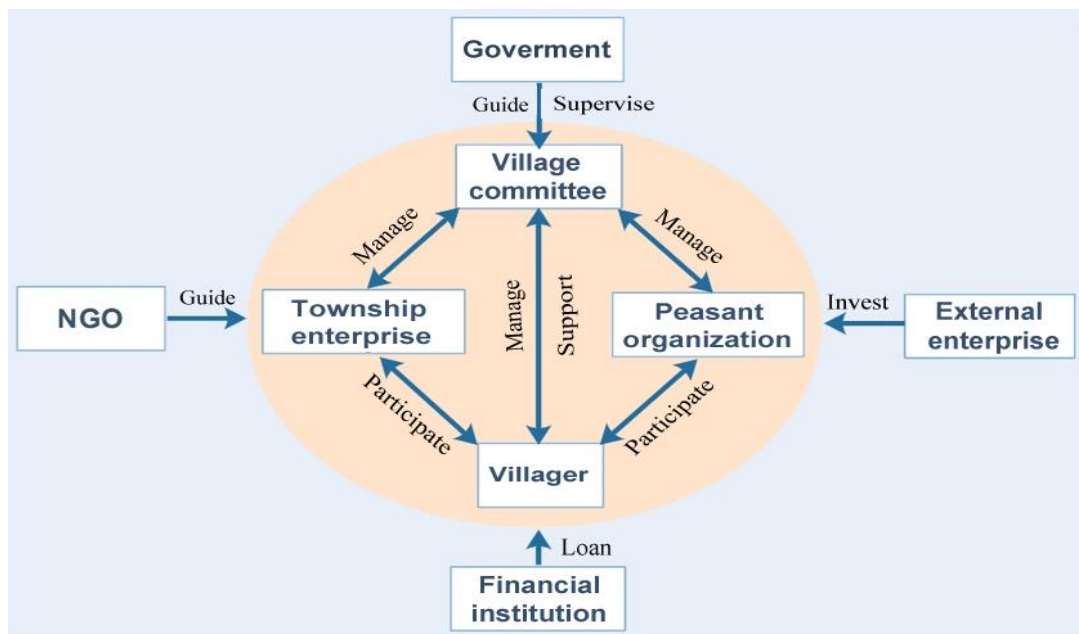 Goverment
Guide Supervise
Village
committee
Manage
Manage
NGO
Guide
Township
enterprise
Manage
Support
Peasant
organization
Invest
External
enterprise
Participate
Participate
Villager
Loan
Financial
institution